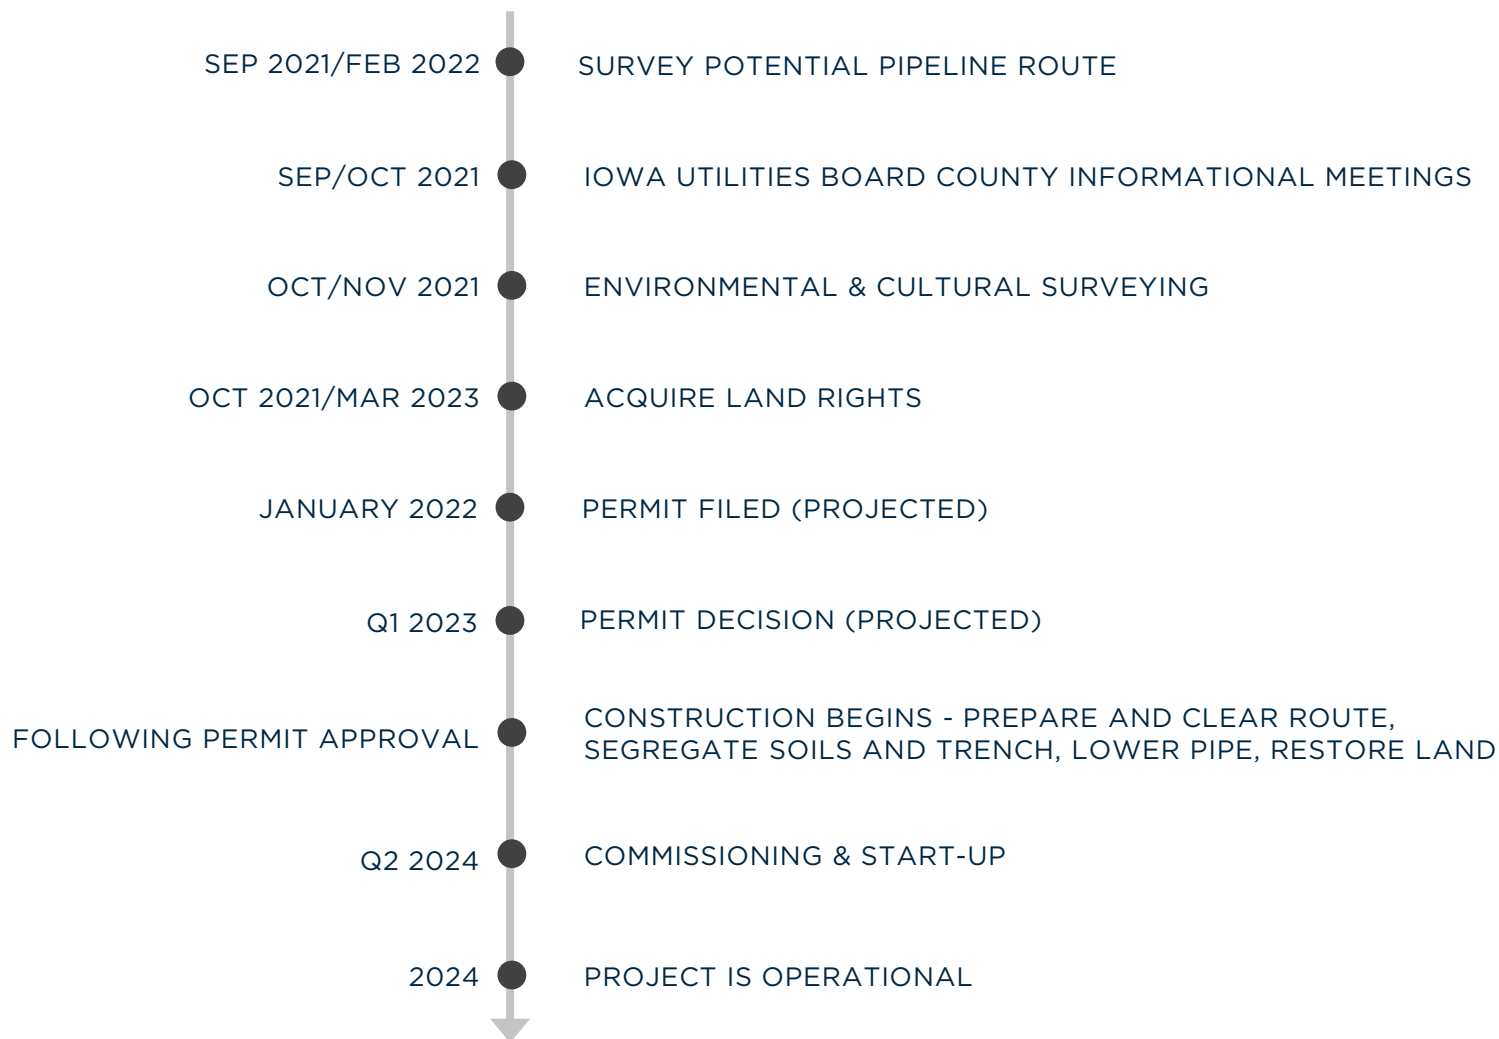 SEP 2021/FEB 2022
SURVEY POTENTIAL PIPELINE ROUTE
SEP/OCT 2021
IOWA UTILITIES BOARD COUNTY INFORMATIONAL MEETINGS
OCT/NOV 2021
ENVIRONMENTAL & CULTURAL SURVEYING
OCT 2021/MAR 2023
ACQUIRE LAND RIGHTS
JANUARY 2022
PERMIT FILED (PROJECTED)
Q1 2023
PERMIT DECISION (PROJECTED)
FOLLOWING PERMIT APPROVAL
CONSTRUCTION BEGINS - PREPARE AND CLEAR ROUTE,
SEGREGATE SOILS AND TRENCH, LOWER PIPE, RESTORE LAND
Q2 2024
COMMISSIONING & START-UP
2024
PROJECT IS OPERATIONAL